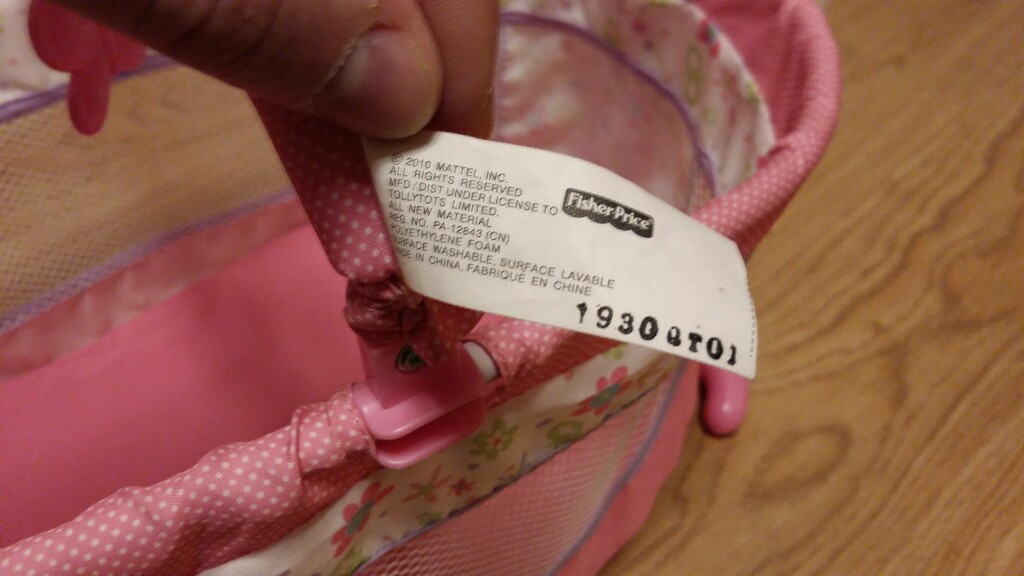 © 2010 MATTEL, INC.
ALL RIGHTS RESERVED
MFD/DIST UNDER LICENSE TO
TOLLYTOTS LIMITED.
ALL NEW MATERIAL
REG. NO. PA-12843 (CN)
POLYETHYLENE FOAM
SURFACE WASHABLE, SURFACE LAVABLE
MADE IN CHINA, FABRIQUÉ EN CHINE
Fisher-Price
1930QT01